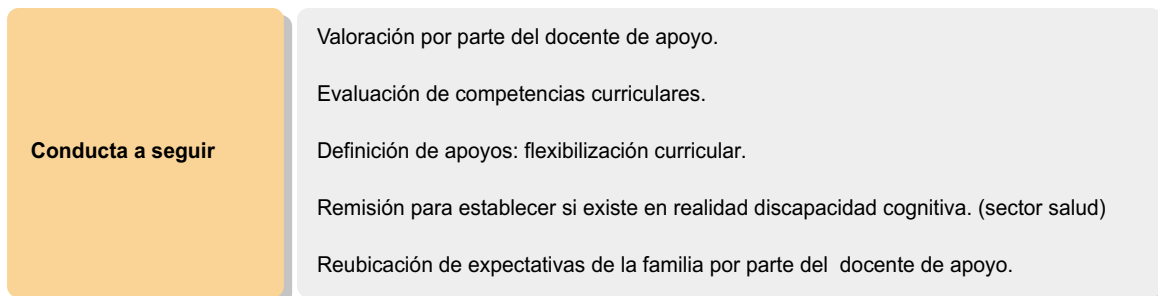 Conducta a seguir
Valoración por parte del docente de apoyo.
Evaluación de competencias curriculares.
Definición de apoyos: flexibilización curricular.
Remisión para establecer si existe en realidad discapacidad cognitiva. (sector salud)
Reubicación de expectativas de la familia por parte del docente de apoyo.